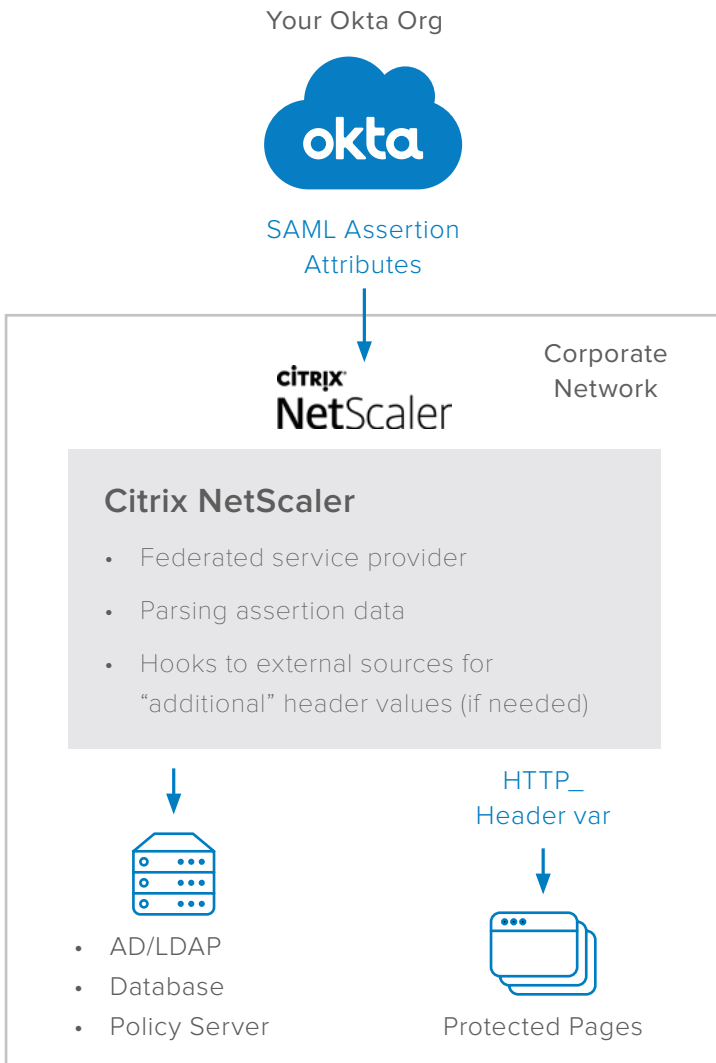 Your Okta Org
okta
SAML Assertion
Attributes
Corporate
Network
CİTRIX
NetScaler
Citrix NetScaler
• Federated service provider
• Parsing assertion data
• Hooks to external sources for
“additional” header values (if needed)
HTTP_
Header var
• AD/LDAP
• Database
• Policy Server
Protected Pages